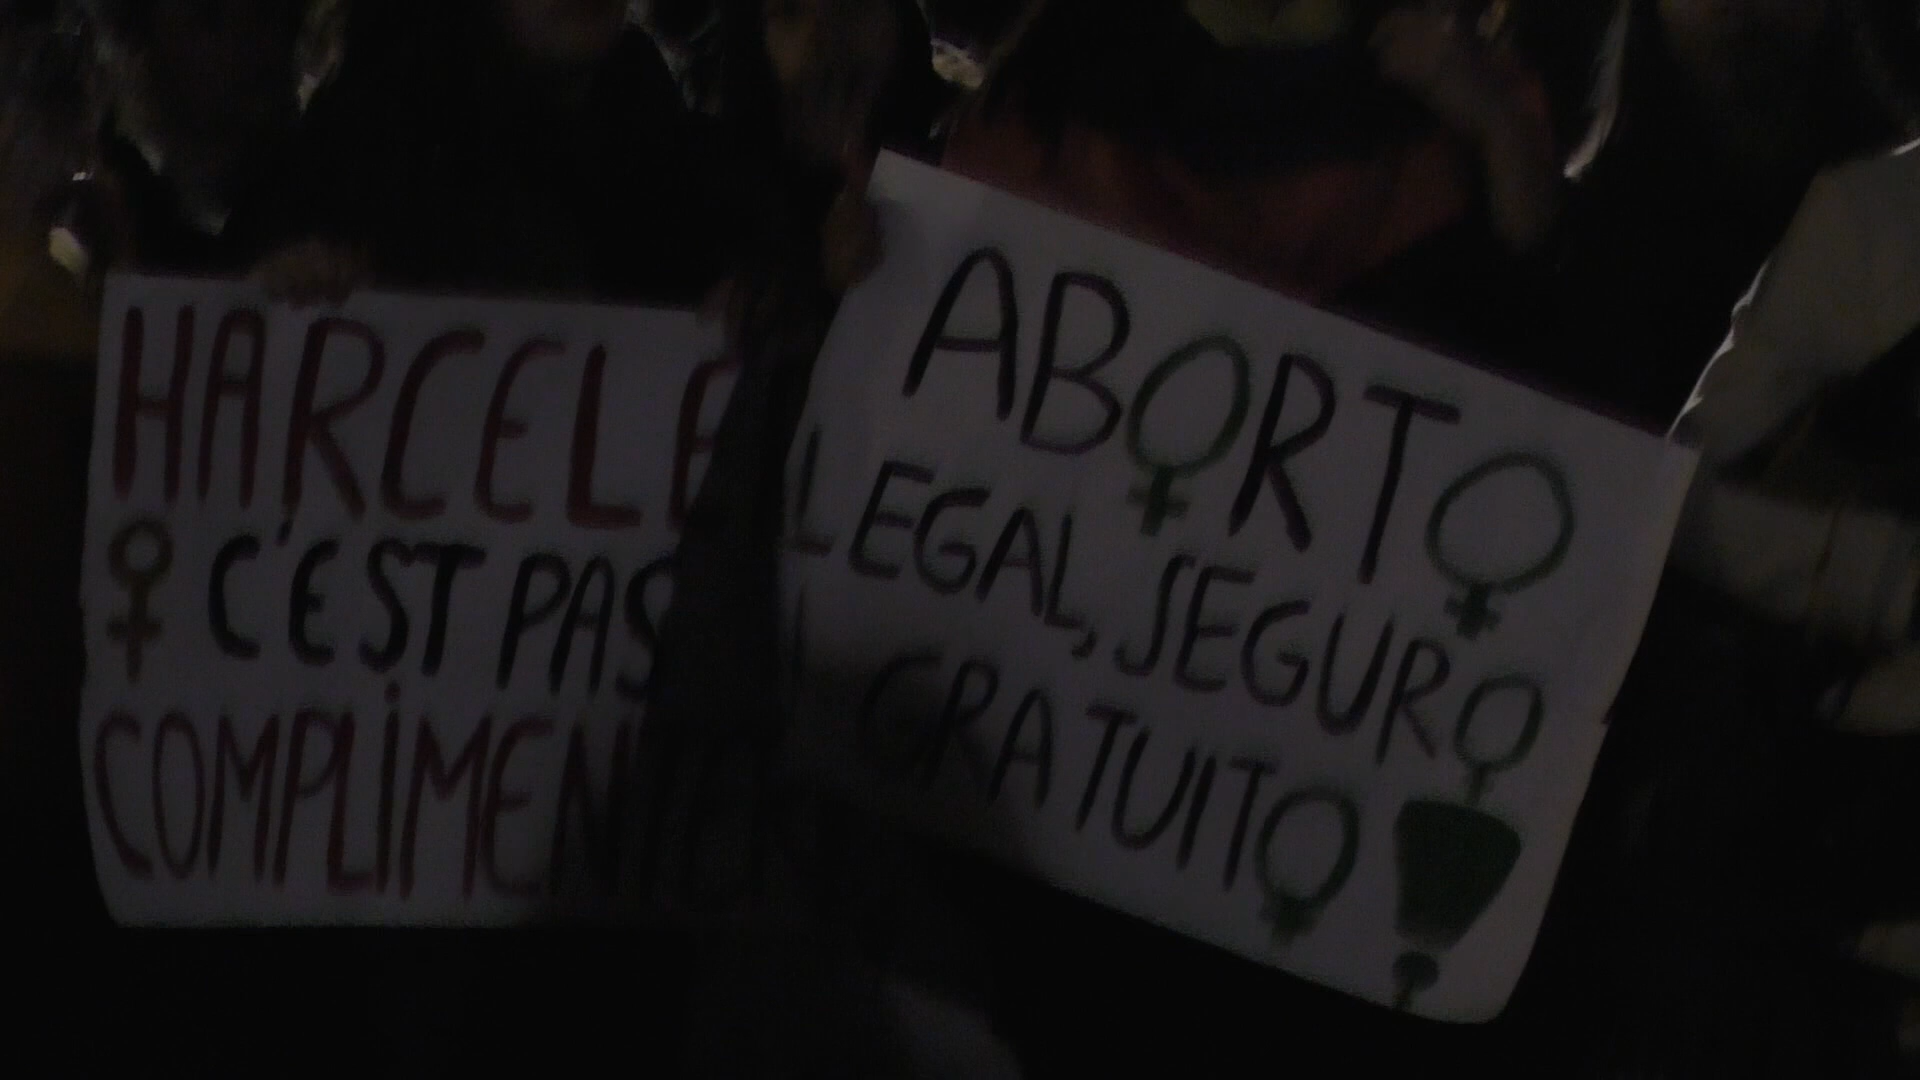 HARCELE
♀ C'EST PAS
COMPLIMEN
ABORTO
LEGAL, SEGURO
GRATUITO!